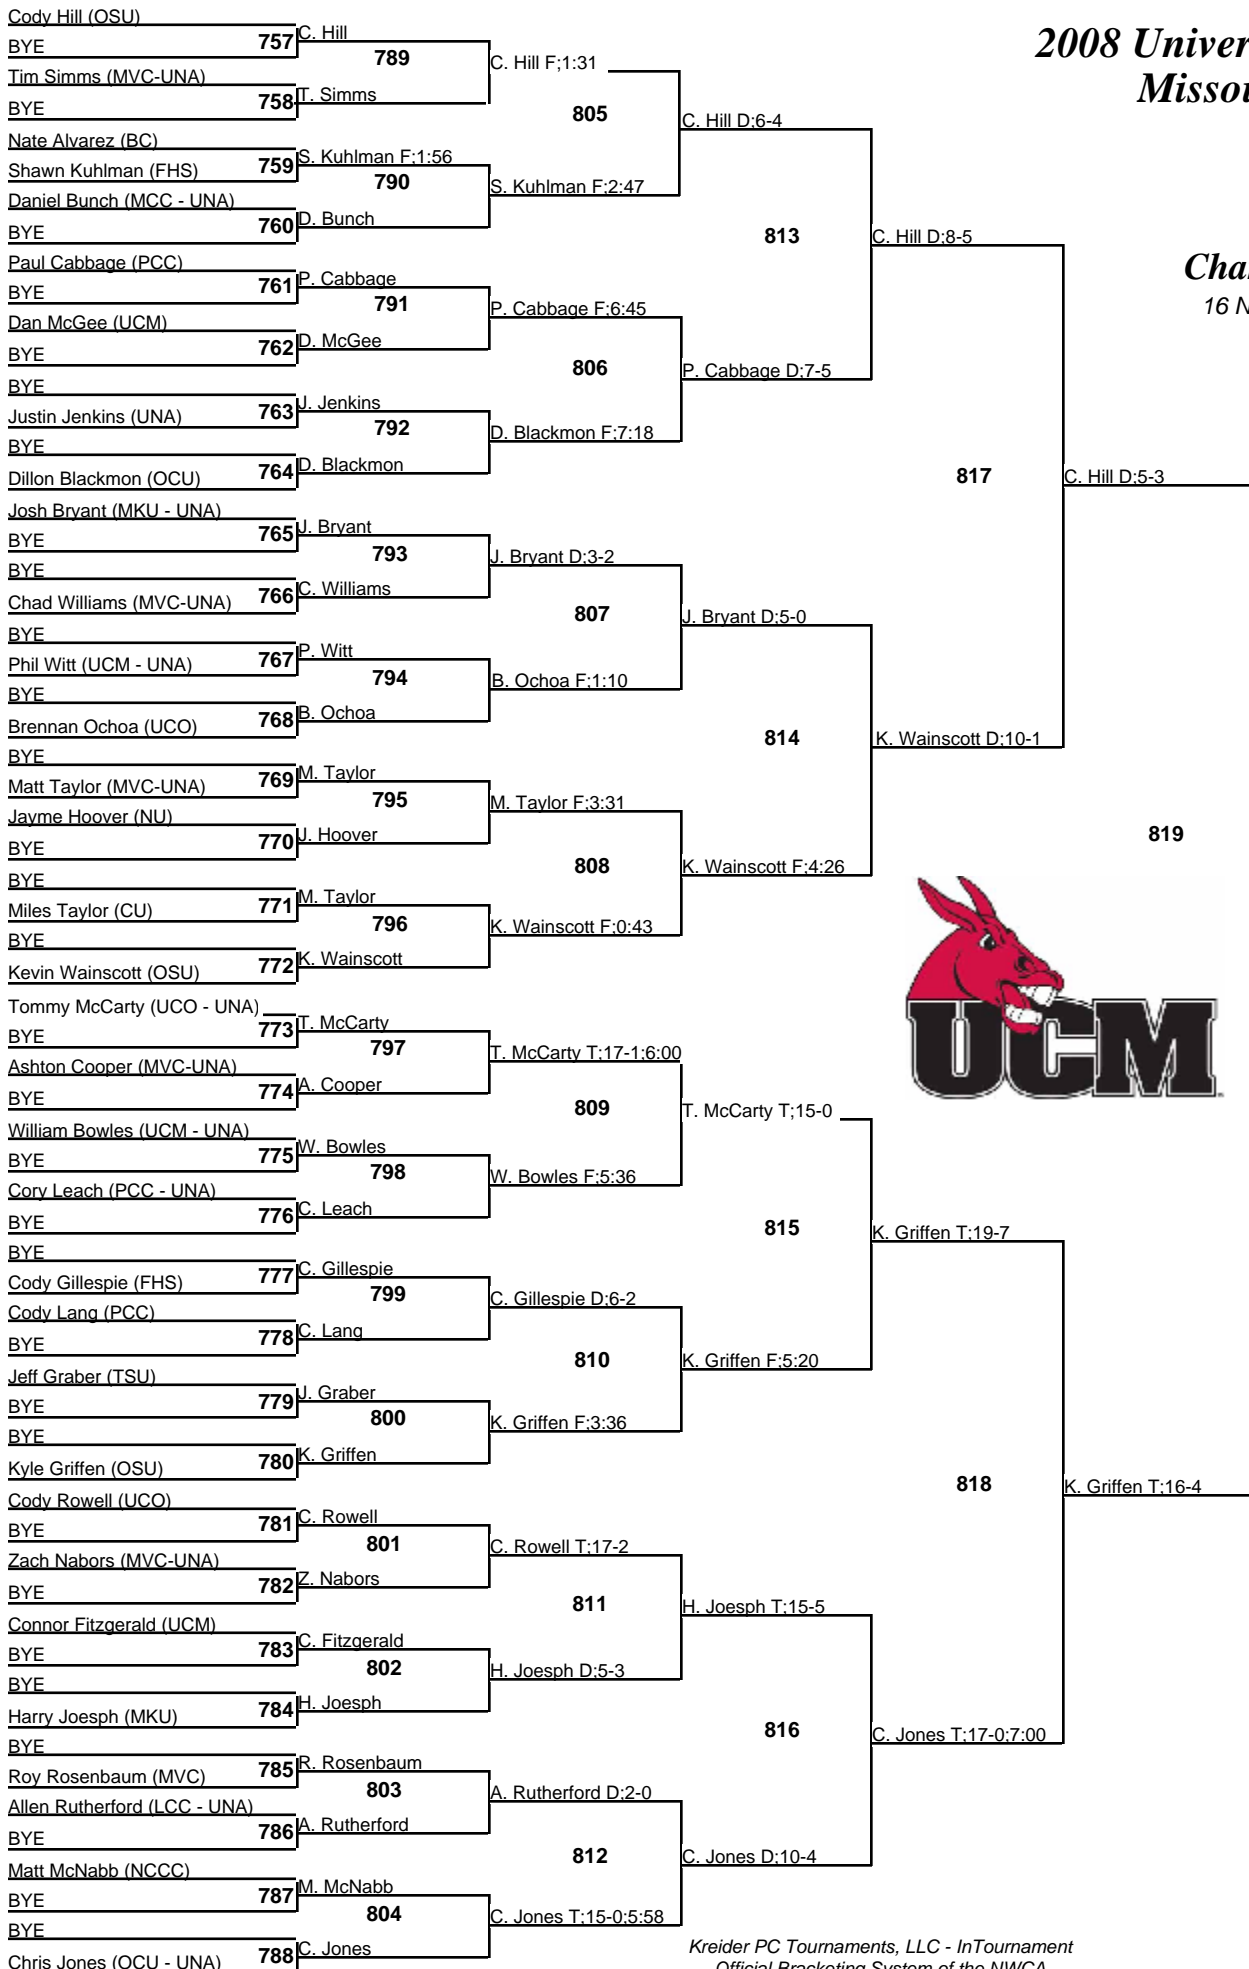 2008 Univer
Missou
Cha
16 N
Cody Hill (OSU)
BYE
757
Tim Simms (MVC-UNA)
BYE
758
Nate Alvarez (BC)
Shawn Kuhlman (FHS)
759
Daniel Bunch (MCC - UNA)
BYE
760
Paul Cabbage (PCC)
BYE
761
Dan McGee (UCM)
BYE
762
BYE
Justin Jenkins (UNA)
763
BYE
Dillon Blackmon (OCU)
764
Josh Bryant (MKU - UNA)
BYE
765
BYE
Chad Williams (MVC-UNA)
766
BYE
Phil Witt (UCM - UNA)
767
BYE
Brennan Ochoa (UCO)
768
BYE
Matt Taylor (MVC-UNA)
769
Jayme Hoover (NU)
BYE
770
BYE
Miles Taylor (CU)
771
BYE
Kevin Wainscott (OSU)
772
Tommy McCarty (UCO - UNA)
BYE
773
Ashton Cooper (MVC-UNA)
BYE
774
William Bowles (UCM - UNA)
BYE
775
Cory Leach (PCC - UNA)
BYE
776
BYE
Cody Gillespie (FHS)
777
Cody Lang (PCC)
BYE
778
Jeff Graber (TSU)
BYE
779
BYE
Kyle Griffen (OSU)
780
Cody Rowell (UCO)
BYE
781
Zach Nabors (MVC-UNA)
BYE
782
Connor Fitzgerald (UCM)
BYE
783
BYE
Harry Joesph (MKU)
784
BYE
Roy Rosenbaum (MVC)
785
Allen Rutherford (LCC - UNA)
BYE
786
Matt McNabb (NCCC)
BYE
787
BYE
Chris Jones (OCU - UNA)
788
C. Hill
789
T. Simms
S. Kuhlman F;1:56
790
D. Bunch
P. Cabbage
791
D. McGee
J. Jenkins
792
D. Blackmon
J. Bryant
793
C. Williams
P. Witt
794
B. Ochoa
M. Taylor
795
J. Hoover
M. Taylor
796
K. Wainscott
T. McCarty
797
A. Cooper
W. Bowles
798
C. Leach
C. Gillespie
799
C. Lang
J. Graber
800
K. Griffen
C. Rowell
801
Z. Nabors
C. Fitzgerald
802
H. Joesph
R. Rosenbaum
803
A. Rutherford
M. McNabb
804
C. Jones
C. Hill F;1:31
805
S. Kuhlman F;2:47
P. Cabbage F;6:45
806
D. Blackmon F;7:18
J. Bryant D;3-2
807
B. Ochoa F;1:10
M. Taylor F;3:31
808
K. Wainscott F;0:43
T. McCarty T;17-1;6:00
809
W. Bowles F;5:36
C. Gillespie D;6-2
810
K. Griffen F;3:36
C. Rowell T;17-2
811
H. Joesph D;5-3
A. Rutherford D;2-0
812
C. Jones T;15-0;5:58
C. Hill D;6-4
813
P. Cabbage D;7-5
J. Bryant D;5-0
814
K. Wainscott F;4:26
T. McCarty T;15-0
815
K. Griffen F;5:20
H. Joesph T;15-5
816
C. Jones D;10-4
C. Hill D;8-5
817
K. Wainscott D;10-1
K. Griffen T;19-7
818
C. Jones T;17-0;7:00
C. Hill D;5-3
819
K. Griffen T;16-4
UCM
Kreider PC Tournaments, LLC - InTournament
Official Bracketing System of the NWCA